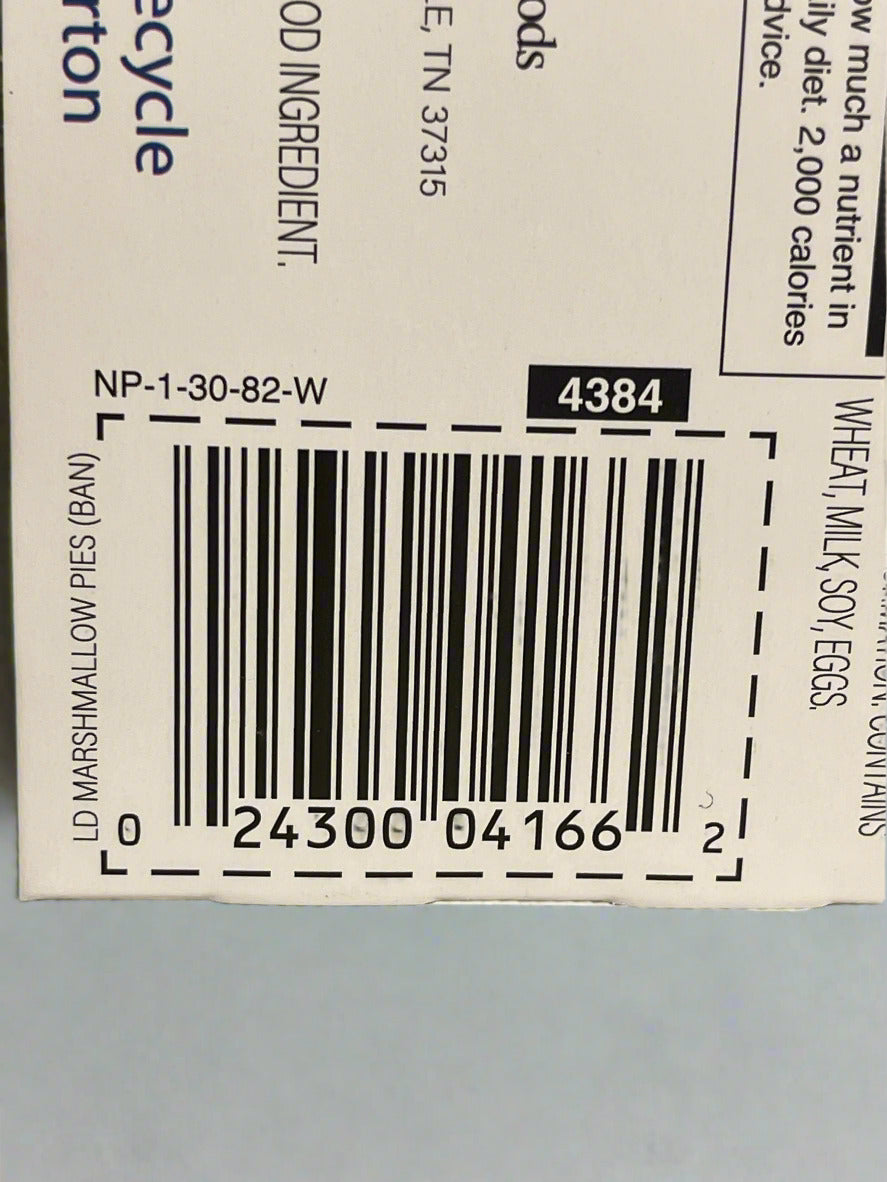 ow much a nutrient in
ily diet. 2,000 calories
dvice.
ods
E, TN 37315
OD INGREDIENT.
ecycle
rton
WHEAT, MILK, SOY, EGGS.
CONTAINS
NP-1-30-82-W
4384
LD MARSHMALLOW PIES (BAN)
0 24300 04166 2